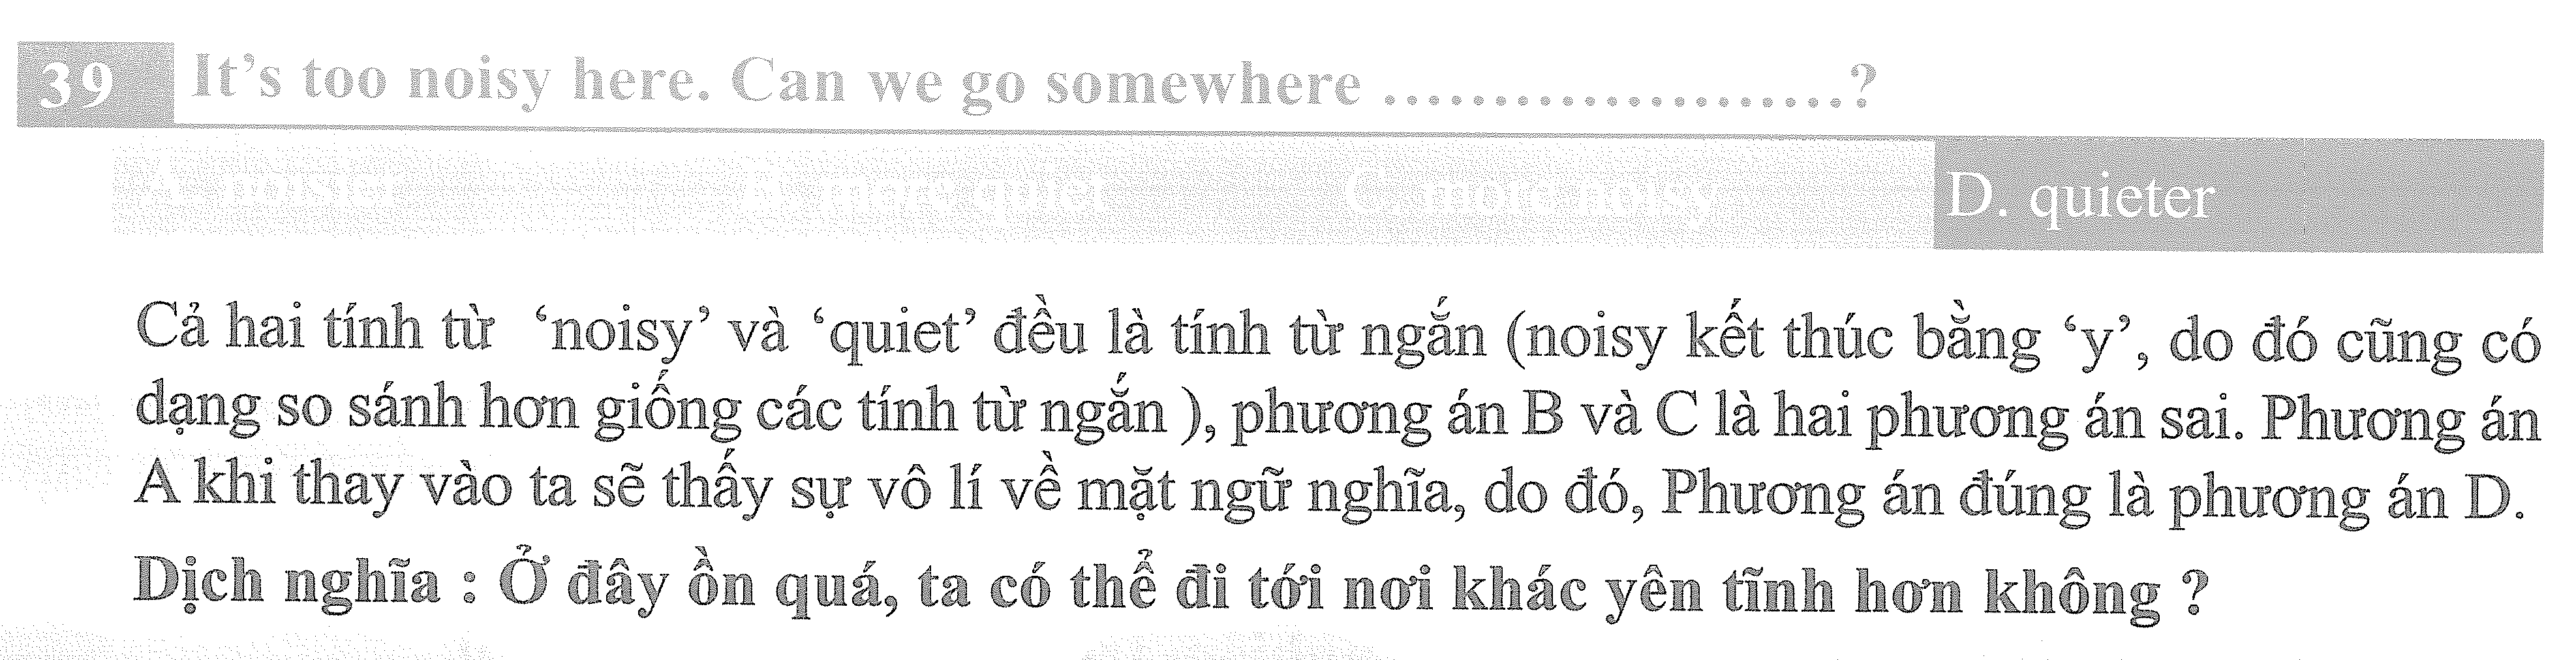 39 It’s too noisy here. Can we go somewhere .....................?
A. noisier B. more quiet C. more noisy D. quieter
Cả hai tính từ ‘noisy’ và ‘quiet’ đều là tính từ ngắn (noisy kết thúc bằng ‘y’, do đó cũng có
dạng so sánh hơn giống các tính từ ngắn ), phương án B và C là hai phương án sai. Phương án
A khi thay vào ta sẽ thấy sự vô lí về mặt ngữ nghĩa, do đó, Phương án đúng là phương án D.
Dịch nghĩa : Ở đây ồn quá, ta có thể đi tới nơi khác yên tĩnh hơn không ?